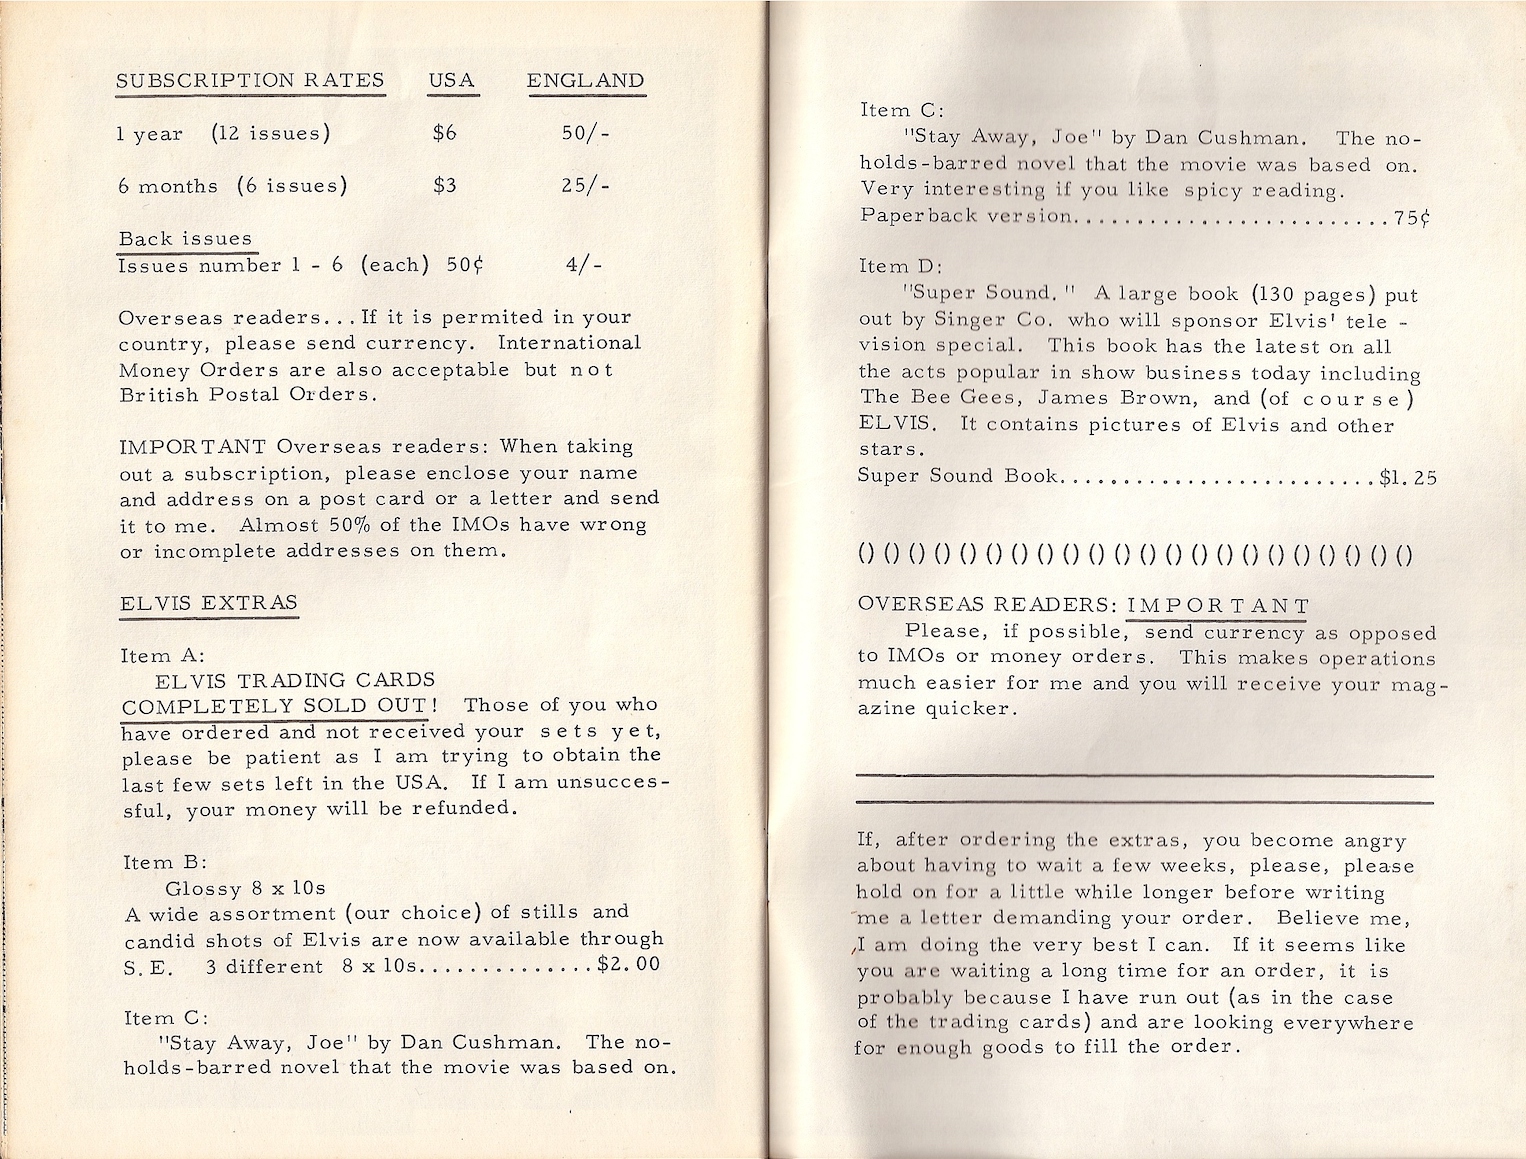 SUBSCRIPTION RATES USA ENGLAND
1 year (12 issues) $6 50/-
6 months (6 issues) $3 25/-
Back issues
Issues number 1 - 6 (each) 50¢ 4/-
Overseas readers...If it is permited in your
country, please send currency. International
Money Orders are also acceptable but not
British Postal Orders.
IMPORTANT Overseas readers: When taking
out a subscription, please enclose your name
and address on a post card or a letter and send
it to me. Almost 50% of the IMOs have wrong
or incomplete addresses on them.
ELVIS EXTRAS
Item A:
ELVIS TRADING CARDS
COMPLETELY SOLD OUT! Those of you who
have ordered and not received your sets yet,
please be patient as I am trying to obtain the
last few sets left in the USA. If I am unsucces-
sful, your money will be refunded.
Item B:
Glossy 8 x 10s
A wide assortment (our choice) of stills and
candid shots of Elvis are now available through
S.E. 3 different 8 x 10s..............$2.00
Item C:
"Stay Away, Joe" by Dan Cushman. The no-
holds-barred novel that the movie was based on.
Item C:
"Stay Away, Joe" by Dan Cushman. The no-
holds-barred novel that the movie was based on.
Very interesting if you like spicy reading.
Paperback version.........................75¢
Item D:
"Super Sound." A large book (130 pages) put
out by Singer Co. who will sponsor Elvis' tele -
vision special. This book has the latest on all
the acts popular in show business today including
The Bee Gees, James Brown, and (of course)
ELVIS. It contains pictures of Elvis and other
stars.
Super Sound Book.........................$1.25
() () () () () () () () () () () () () () () () () () () () () ()
OVERSEAS READERS: IMPORTANT
Please, if possible, send currency as opposed
to IMOs or money orders. This makes operations
much easier for me and you will receive your mag-
azine quicker.
If, after ordering the extras, you become angry
about having to wait a few weeks, please, please
hold on for a little while longer before writing
me a letter demanding your order. Believe me,
I am doing the very best I can. If it seems like
you are waiting a long time for an order, it is
probably because I have run out (as in the case
of the trading cards) and are looking everywhere
for enough goods to fill the order.